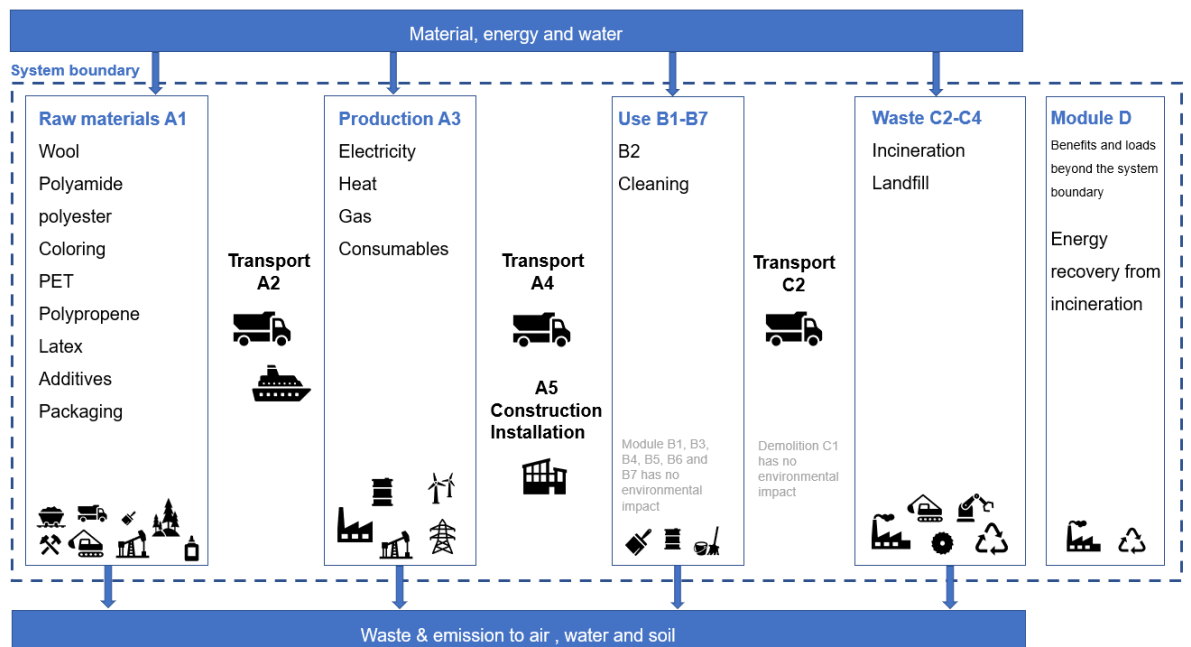 Material, energy and water
System boundary
Raw materials A1
Wool
Polyamide
polyester
Coloring
PET
Polypropene
Latex
Additives
Packaging
Transport
A2
Production A3
Electricity
Heat
Gas
Consumables
Transport
A4
A5
Construction
Installation
Use B1-B7
B2
Cleaning
Module B1, B3,
B4, B5, B6 and
B7 has no
environmental
impact
Transport
C2
Demolition C1
has no
environmental
impact
Waste C2-C4
Incineration
Landfill
Module D
Benefits and loads
beyond the system
boundary
Energy
recovery from
incineration
Waste & emission to air , water and soil